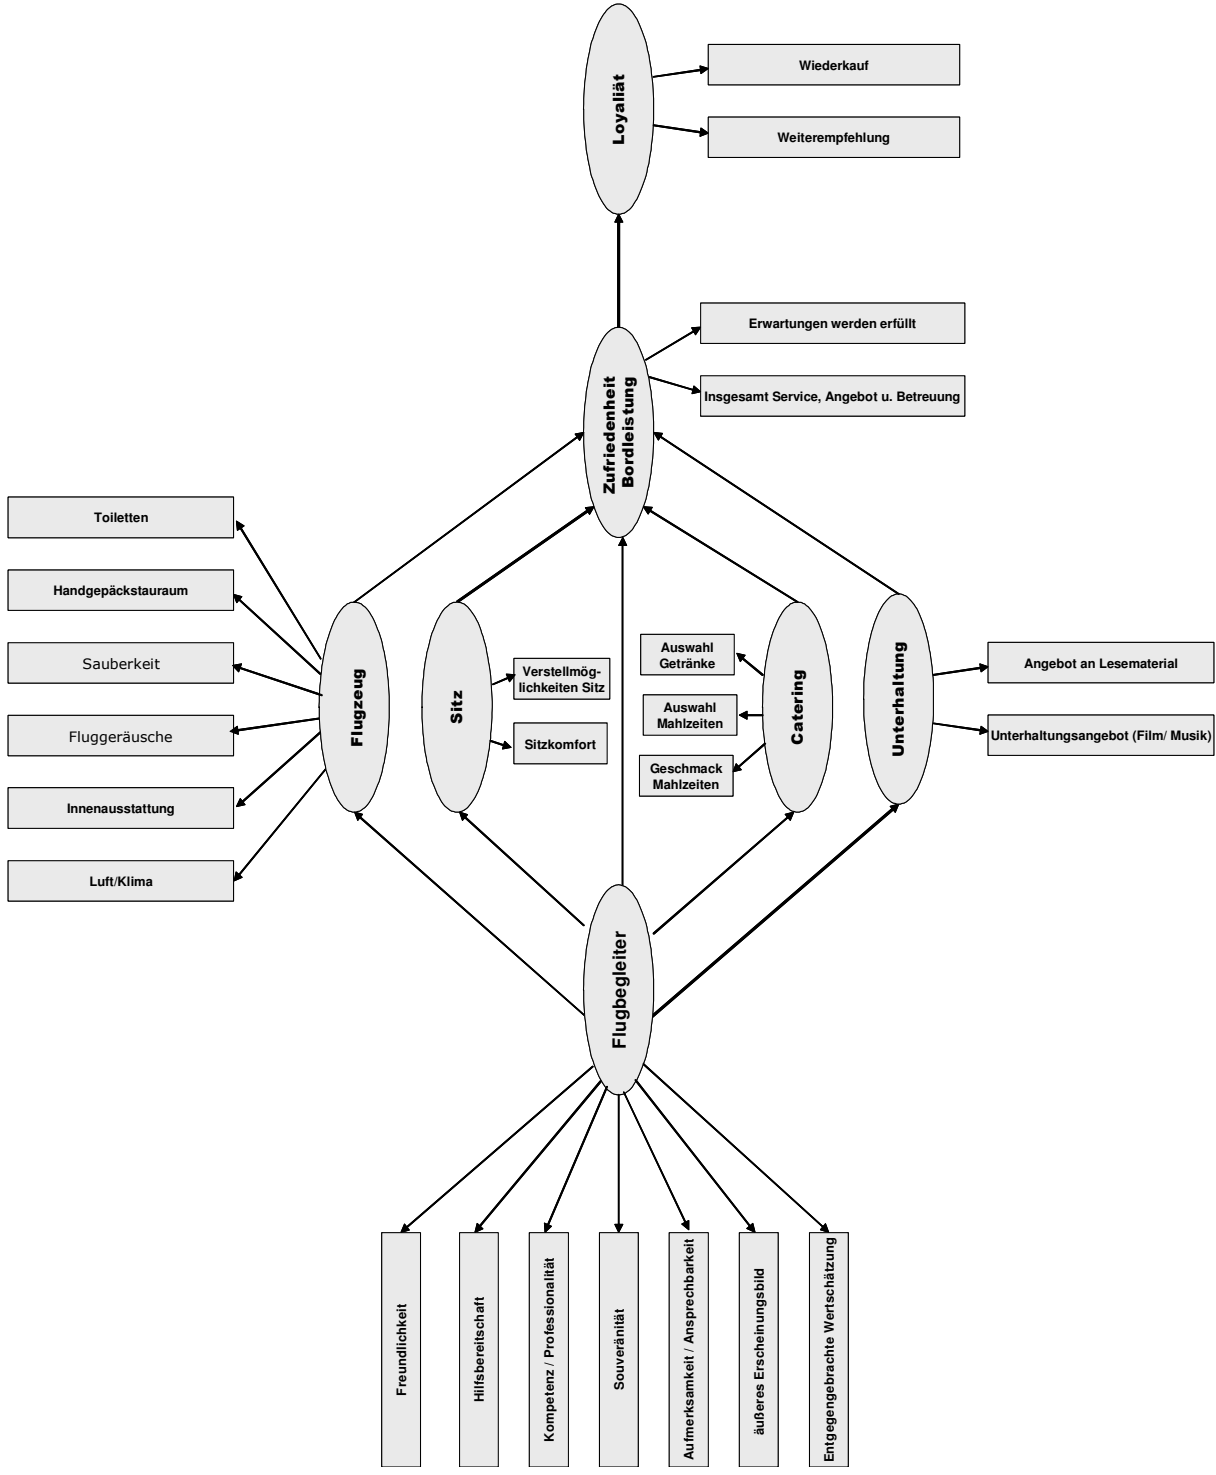 Loyaliät
Wiederkauf
Weiterempfehlung
Zufriedenheit
Bordleistung
Erwartungen werden erfüllt
Insgesamt Service, Angebot u. Betreuung
Toiletten
Handgepäckstauraum
Sauberkeit
Fluggeräusche
Innenausstattung
Luft/Klima
Flugzeug
Sitz
Verstellmög-
lichkeiten Sitz
Sitzkomfort
Auswahl
Getränke
Auswahl
Mahlzeiten
Geschmack
Mahlzeiten
Catering
Unterhaltung
Angebot an Lesematerial
Unterhaltungsangebot (Film/ Musik)
Flugbegleiter
Freundlichkeit
Hilfsbereitschaft
Kompetenz / Professionalität
Souveränität
Aufmerksamkeit / Ansprechbarkeit
äußeres Erscheinungsbild
Entgegengebrachte Wertschätzung